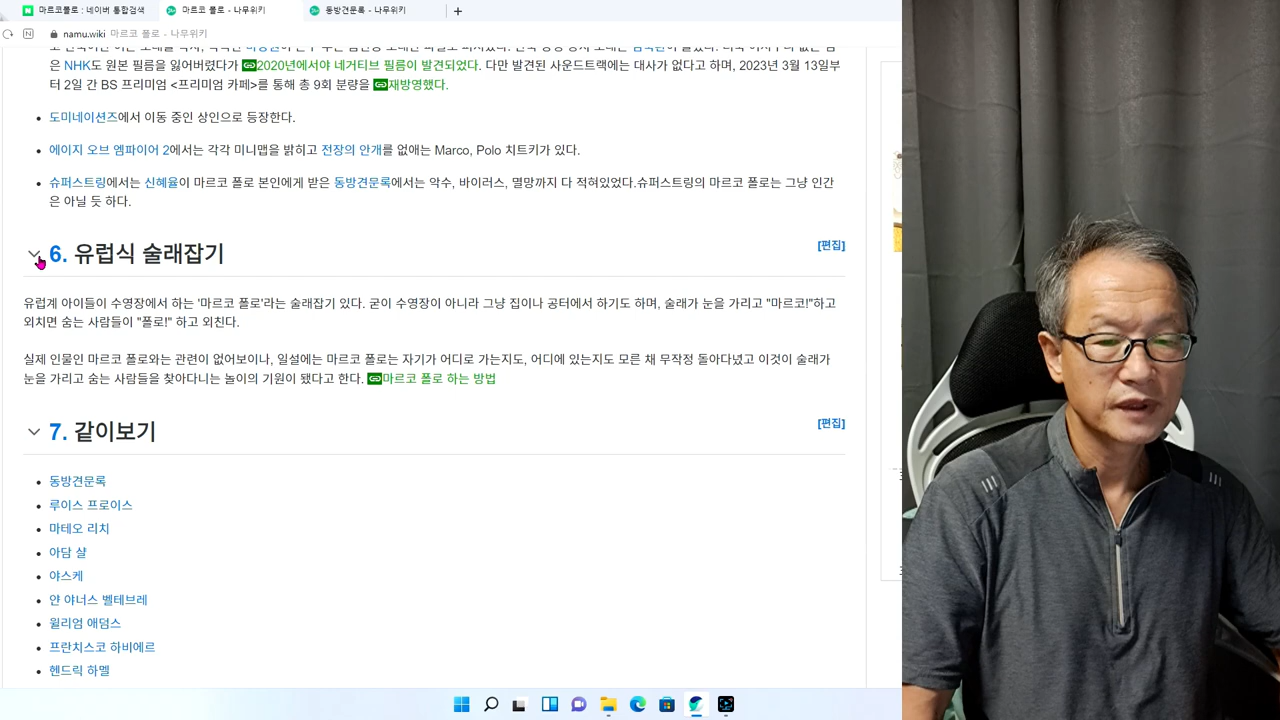 마르코폴로 : 네이버 통합검색
마르코 폴로 - 나무위키
동방견문록 - 나무위키
namu.wiki 마르코 폴로 - 나무위키
은 NHK도 원본 필름을 잃어버렸다가 2020년에서야 네거티브 필름이 발견되었다. 다만 발견된 사운드트랙에는 대사가 없다고 하며, 2023년 3월 13일부
터 2일 간 BS 프리미엄 <프리미엄 카페>를 통해 총 9회 분량을 재방영했다.
도미네이션즈에서 이동 중인 상인으로 등장한다.
에이지 오브 엠파이어 2에서는 각각 미니맵을 밝히고 전장의 안개를 없애는 Marco, Polo 치트키가 있다.
슈퍼스트링에서는 신혜율이 마르코 폴로 본인에게 받은 동방견문록에서는 악수, 바이러스, 멸망까지 다 적혀있었다.슈퍼스트링의 마르코 폴로는 그냥 인간
은 아닐 듯 하다.
6. 유럽식 술래잡기
[편집]
유럽계 아이들이 수영장에서 하는 '마르코 폴로'라는 술래잡기 있다. 굳이 수영장이 아니라 그냥 집이나 공터에서 하기도 하며, 술래가 눈을 가리고 "마르코!"하고
외치면 숨는 사람들이 "폴로!" 하고 외친다.
실제 인물인 마르코 폴로와는 관련이 없어보이나, 일설에는 마르코 폴로는 자기가 어디로 가는지도, 어디에 있는지도 모른 채 무작정 돌아다녔고 이것이 술래가
눈을 가리고 숨는 사람들을 찾아다니는 놀이의 기원이 됐다고 한다. 마르코 폴로 하는 방법
7. 같이보기
[편집]
동방견문록
루이스 프로이스
마테오 리치
아담 샬
야스케
얀 야너스 벨테브레
윌리엄 애덤스
프란치스코 하비에르
헨드릭 하멜